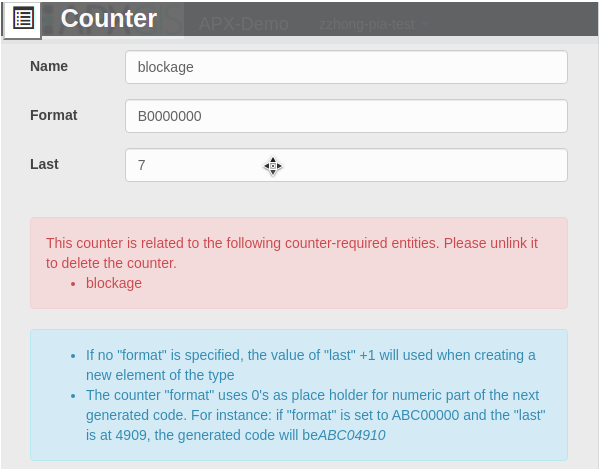 Counter
APX-Demo zzhong-pia-test
Name
blockage
Format
B0000000
Last
7
This counter is related to the following counter-required entities. Please unlink it
to delete the counter.
• blockage
• If no "format" is specified, the value of "last" +1 will used when creating a
new element of the type
• The counter "format" uses 0's as place holder for numeric part of the next
generated code. For instance: if "format" is set to ABC00000 and the "last"
is at 4909, the generated code will beABC04910